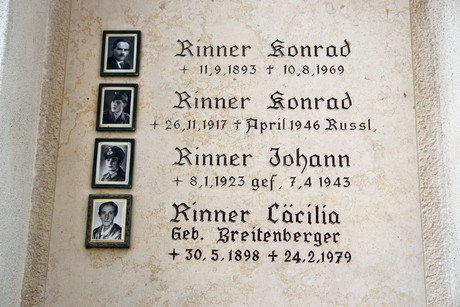 Rinner Konrad
+ 11,9,1893 ✝ 10,8,1969
Rinner Konrad
+ 26,11,1917 ✝ April 1946 Russl,
Rinner Johann
+ 8,1,1923 gef, 7,4 1943
Rinner Cäcilia
Geb. Breitenberger
+ 30, 5, 1898 ✝ 24,2,1979